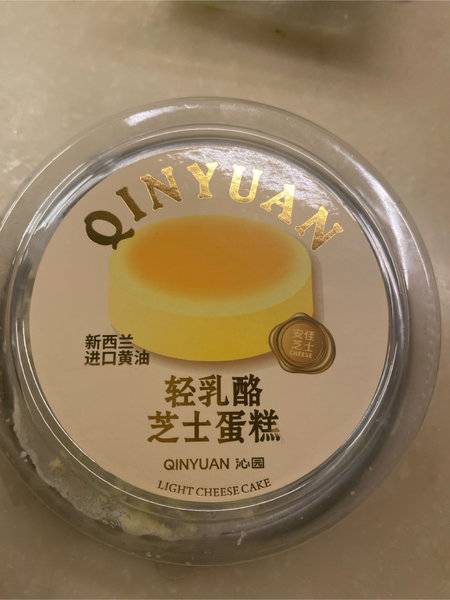 QINYUAN
新西兰
进口黄油
安佳
芝士
CHEESE
轻乳酪
芝士蛋糕
QINYUAN 沁园
LIGHT CHEESE CAKE